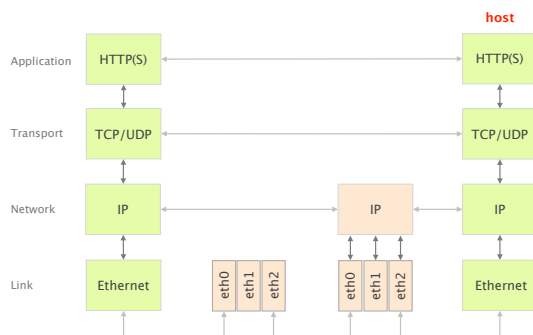 host
Application
HTTP(S)
HTTP(S)
Transport
TCP/UDP
TCP/UDP
Network
IP
IP
IP
Link
Ethernet
eth0
eth1
eth2
eth0
eth1
eth2
Ethernet